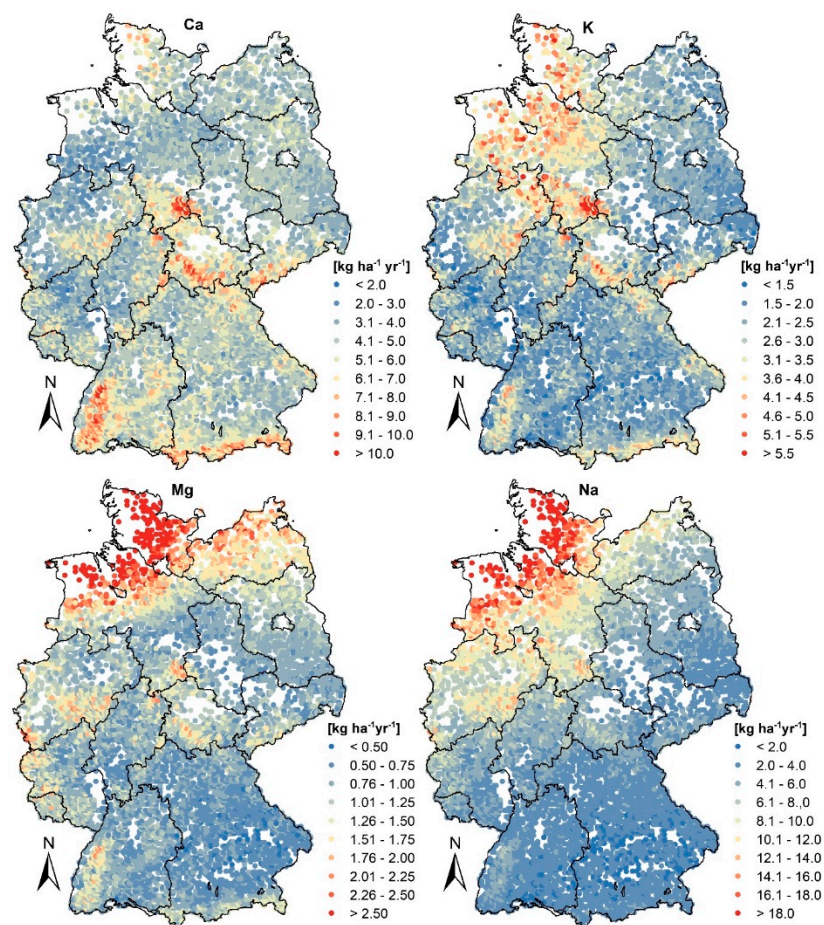 Ca
[kg ha⁻¹ yr⁻¹]
< 2.0
2.0 - 3.0
3.1 - 4.0
4.1 - 5.0
5.1 - 6.0
6.1 - 7.0
7.1 - 8.0
8.1 - 9.0
9.1 - 10.0
> 10.0
N
K
[kg ha⁻¹yr⁻¹]
< 1.5
1.5 - 2.0
2.1 - 2.5
2.6 - 3.0
3.1 - 3.5
3.6 - 4.0
4.1 - 4.5
4.6 - 5.0
5.1 - 5.5
> 5.5
N
Mg
[kg ha⁻¹yr⁻¹]
< 0.50
0.50 - 0.75
0.76 - 1.00
1.01 - 1.25
1.26 - 1.50
1.51 - 1.75
1.76 - 2.00
2.01 - 2.25
2.26 - 2.50
> 2.50
N
Na
[kg ha⁻¹yr⁻¹]
< 2.0
2.0 - 4.0
4.1 - 6.0
6.1 - 8.0
8.1 - 10.0
10.1 - 12.0
12.1 - 14.0
14.1 - 16.0
16.1 - 18.0
> 18.0
N